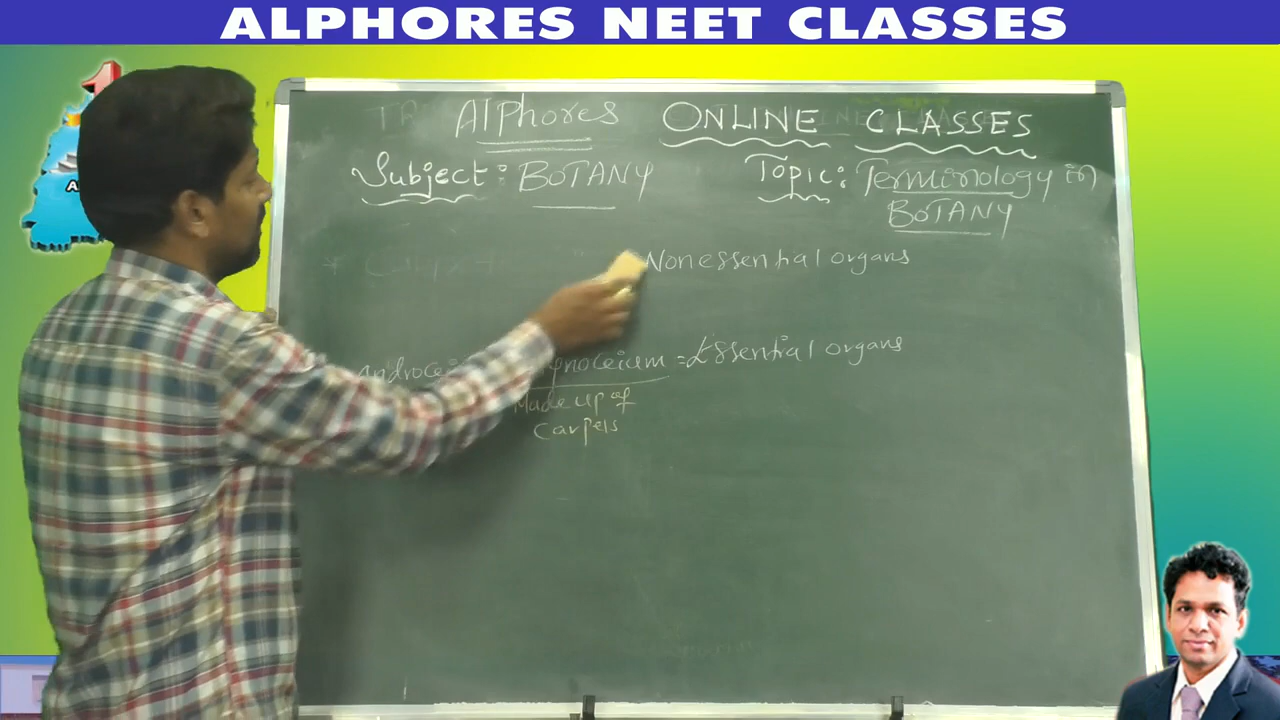 ALPHORES NEET CLASSES
Alphores ONLINE CLASSES
Subject: BOTANY Topic: Terminology in
BOTANY
Nonessential organs
= Essential organs
Made up of
Carpels